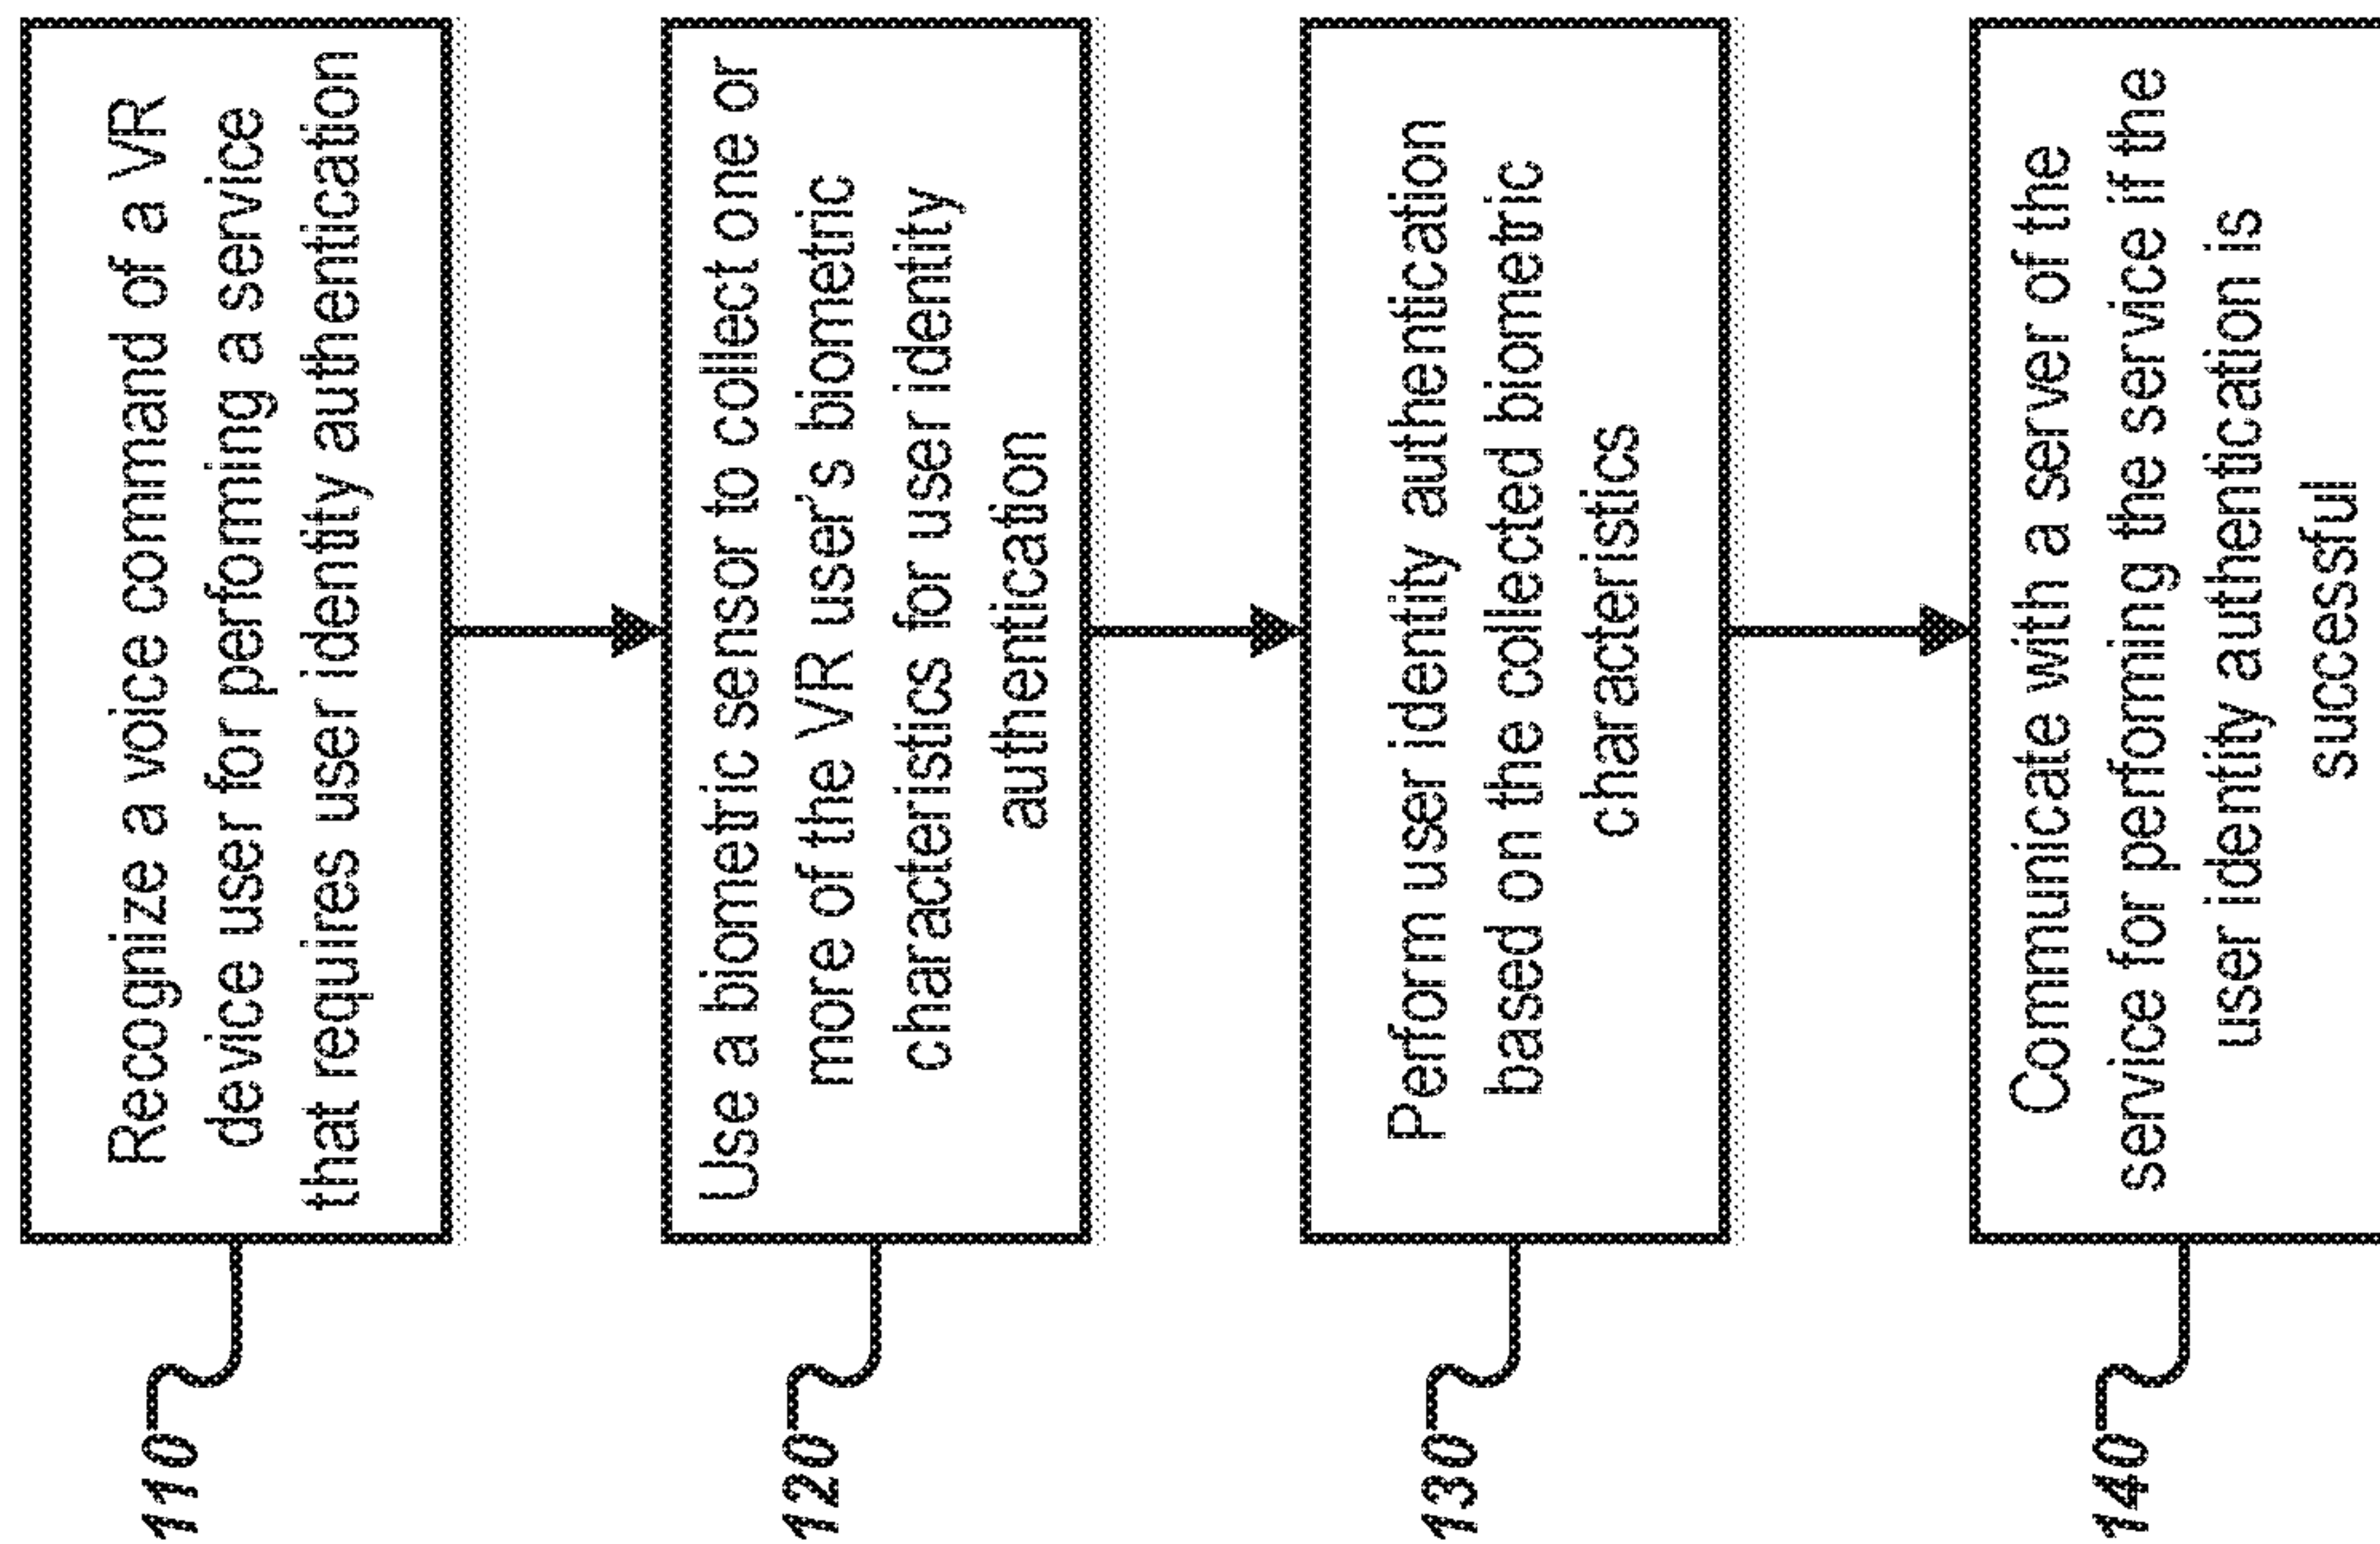 110
Recognize a voice command of a VR
device user for performing a service
that requires user identity authentication
120
Use a biometric sensor to collect one or
more of the VR user's biometric
characteristics for user identity
authentication
130
Perform user identity authentication
based on the collected biometric
characteristics
140
Communicate with a server of the
service for performing the service if the
user identity authentication is
successful